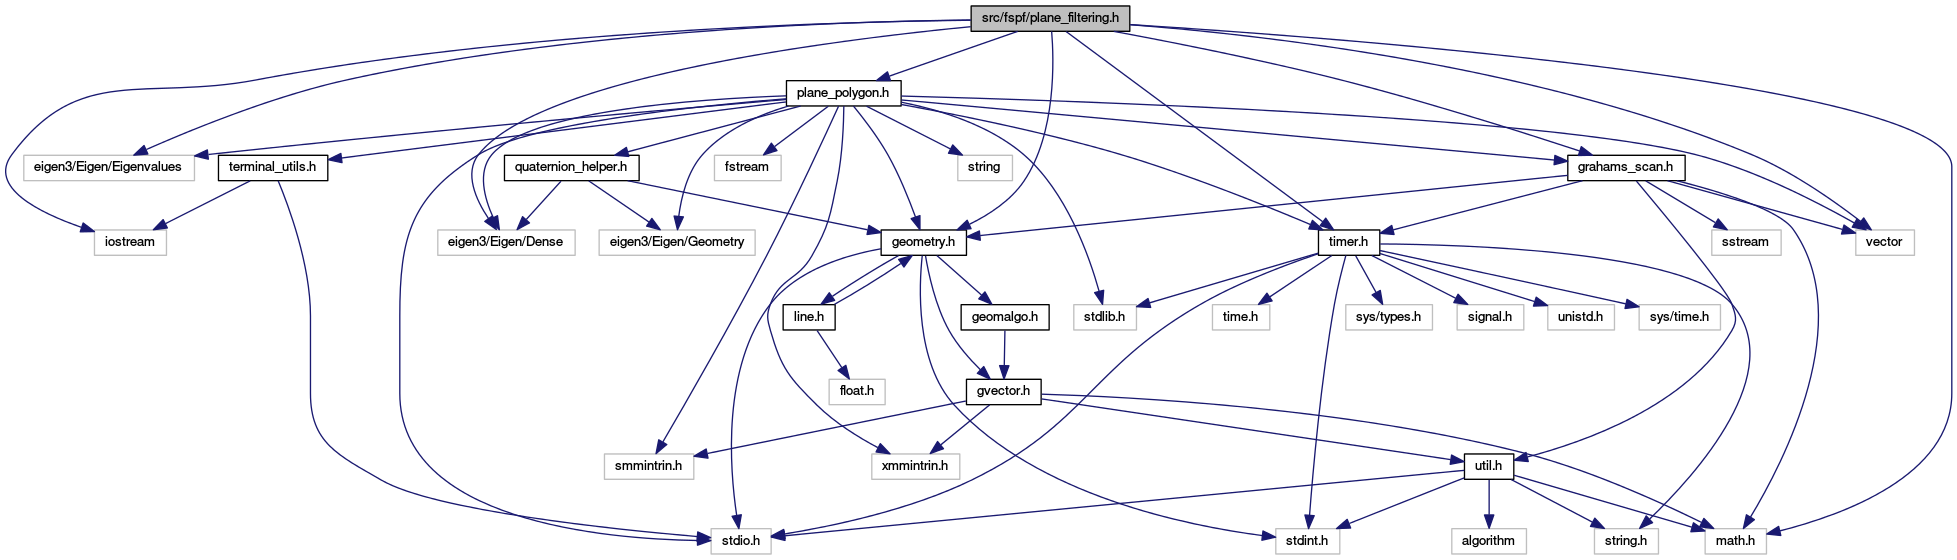 src/fspf/plane_filtering.h
plane_polygon.h
eigen3/Eigen/Eigenvalues
terminal_utils.h
quaternion_helper.h
fstream
string
grahams_scan.h
iostream
eigen3/Eigen/Dense
eigen3/Eigen/Geometry
geometry.h
timer.h
sstream
vector
line.h
geomalgo.h
stdlib.h
time.h
sys/types.h
signal.h
unistd.h
sys/time.h
float.h
gvector.h
smmintrin.h
xmmintrin.h
util.h
stdio.h
stdint.h
algorithm
string.h
math.h